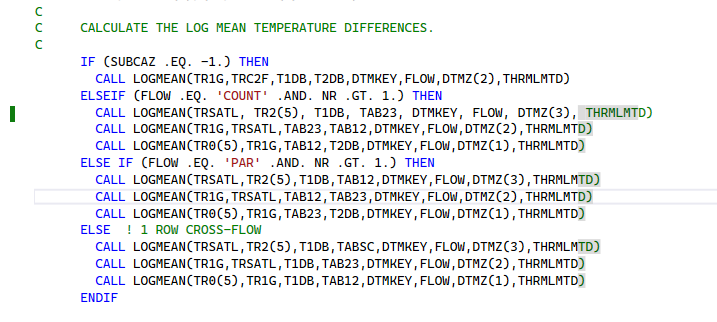 C
C     CALCULATE THE LOG MEAN TEMPERATURE DIFFERENCES.
C
      IF (SUBCAZ .EQ. -1.) THEN
        CALL LOGMEAN(TR1G,TRC2F,T1DB,T2DB,DTMKEY,FLOW,DTMZ(2),THRMLMTD)
      ELSEIF (FLOW .EQ. 'COUNT' .AND. NR .GT. 1.) THEN
        CALL LOGMEAN(TRSATL, TR2(5), T1DB, TAB23, DTMKEY, FLOW, DTMZ(3), THRMLMTD)
        CALL LOGMEAN(TR1G,TRSATL,TAB23,TAB12,DTMKEY,FLOW,DTMZ(2),THRMLMTD)
        CALL LOGMEAN(TR0(5),TR1G,TAB12,T2DB,DTMKEY,FLOW,DTMZ(1),THRMLMTD)
      ELSE IF (FLOW .EQ. 'PAR' .AND. NR .GT. 1.) THEN
        CALL LOGMEAN(TRSATL,TR2(5),T1DB,TAB12,DTMKEY,FLOW,DTMZ(3),THRMLMTD)
        CALL LOGMEAN(TR1G,TRSATL,TAB12,TAB23,DTMKEY,FLOW,DTMZ(2),THRMLMTD)
        CALL LOGMEAN(TR0(5),TR1G,TAB23,T2DB,DTMKEY,FLOW,DTMZ(1),THRMLMTD)
      ELSE  ! 1 ROW CROSS-FLOW
        CALL LOGMEAN(TRSATL,TR2(5),T1DB,TABSC,DTMKEY,FLOW,DTMZ(3),THRMLMTD)
        CALL LOGMEAN(TR1G,TRSATL,T1DB,TAB23,DTMKEY,FLOW,DTMZ(2),THRMLMTD)
        CALL LOGMEAN(TR0(5),TR1G,T1DB,TAB12,DTMKEY,FLOW,DTMZ(1),THRMLMTD)
      ENDIF